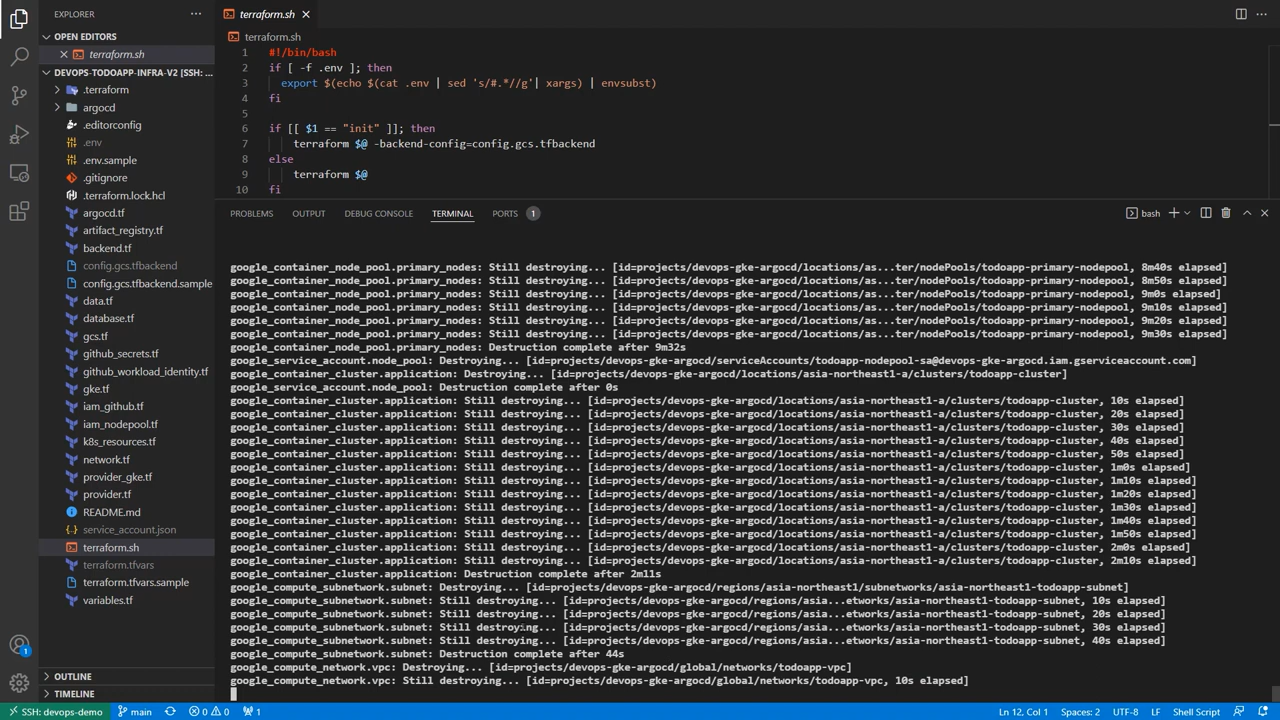 EXPLORER
OPEN EDITORS
terraform.sh
DEVOPS-TODOAPP-INFRA-V2 [SSH: ...
.terraform
argocd
.editorconfig
.env
.env.sample
.gitignore
.terraform.lock.hcl
argocd.tf
artifact_registry.tf
backend.tf
config.gcs.tfbackend
config.gcs.tfbackend.sample
data.tf
database.tf
gcs.tf
github_secrets.tf
github_workload_identity.tf
gke.tf
iam_github.tf
iam_nodepool.tf
k8s_resources.tf
network.tf
provider_gke.tf
provider.tf
README.md
service_account.json
terraform.sh
terraform.tfvars
terraform.tfvars.sample
variables.tf
OUTLINE
TIMELINE
terraform.sh
terraform.sh
1 #!/bin/bash
2 if [ -f .env ]; then
3 export $(echo $(cat .env | sed 's/#.*//g'| xargs) | envsubst)
4 fi
5
6 if [[ $1 == "init" ]]; then
7 terraform $@ -backend-config=config.gcs.tfbackend
8 else
9 terraform $@
10 fi
PROBLEMS OUTPUT DEBUG CONSOLE TERMINAL PORTS 1 bash
google_container_node_pool.primary_nodes: Still destroying... [id=projects/devops-gke-argocd/locations/as...ter/nodePools/todoapp-primary-nodepool, 8m40s elapsed]
google_container_node_pool.primary_nodes: Still destroying... [id=projects/devops-gke-argocd/locations/as...ter/nodePools/todoapp-primary-nodepool, 8m50s elapsed]
google_container_node_pool.primary_nodes: Still destroying... [id=projects/devops-gke-argocd/locations/as...ter/nodePools/todoapp-primary-nodepool, 9m0s elapsed]
google_container_node_pool.primary_nodes: Still destroying... [id=projects/devops-gke-argocd/locations/as...ter/nodePools/todoapp-primary-nodepool, 9m10s elapsed]
google_container_node_pool.primary_nodes: Still destroying... [id=projects/devops-gke-argocd/locations/as...ter/nodePools/todoapp-primary-nodepool, 9m20s elapsed]
google_container_node_pool.primary_nodes: Still destroying... [id=projects/devops-gke-argocd/locations/as...ter/nodePools/todoapp-primary-nodepool, 9m30s elapsed]
google_container_node_pool.primary_nodes: Destruction complete after 9m32s
google_service_account.node_pool: Destroying... [id=projects/devops-gke-argocd/serviceAccounts/todoapp-nodepool-sa@devops-gke-argocd.iam.gserviceaccount.com]
google_container_cluster.application: Destroying... [id=projects/devops-gke-argocd/locations/asia-northeast1-a/clusters/todoapp-cluster]
google_service_account.node_pool: Destruction complete after 0s
google_container_cluster.application: Still destroying... [id=projects/devops-gke-argocd/locations/asia-northeast1-a/clusters/todoapp-cluster, 10s elapsed]
google_container_cluster.application: Still destroying... [id=projects/devops-gke-argocd/locations/asia-northeast1-a/clusters/todoapp-cluster, 20s elapsed]
google_container_cluster.application: Still destroying... [id=projects/devops-gke-argocd/locations/asia-northeast1-a/clusters/todoapp-cluster, 30s elapsed]
google_container_cluster.application: Still destroying... [id=projects/devops-gke-argocd/locations/asia-northeast1-a/clusters/todoapp-cluster, 40s elapsed]
google_container_cluster.application: Still destroying... [id=projects/devops-gke-argocd/locations/asia-northeast1-a/clusters/todoapp-cluster, 50s elapsed]
google_container_cluster.application: Still destroying... [id=projects/devops-gke-argocd/locations/asia-northeast1-a/clusters/todoapp-cluster, 1m0s elapsed]
google_container_cluster.application: Still destroying... [id=projects/devops-gke-argocd/locations/asia-northeast1-a/clusters/todoapp-cluster, 1m10s elapsed]
google_container_cluster.application: Still destroying... [id=projects/devops-gke-argocd/locations/asia-northeast1-a/clusters/todoapp-cluster, 1m20s elapsed]
google_container_cluster.application: Still destroying... [id=projects/devops-gke-argocd/locations/asia-northeast1-a/clusters/todoapp-cluster, 1m30s elapsed]
google_container_cluster.application: Still destroying... [id=projects/devops-gke-argocd/locations/asia-northeast1-a/clusters/todoapp-cluster, 1m40s elapsed]
google_container_cluster.application: Still destroying... [id=projects/devops-gke-argocd/locations/asia-northeast1-a/clusters/todoapp-cluster, 1m50s elapsed]
google_container_cluster.application: Still destroying... [id=projects/devops-gke-argocd/locations/asia-northeast1-a/clusters/todoapp-cluster, 2m0s elapsed]
google_container_cluster.application: Still destroying... [id=projects/devops-gke-argocd/locations/asia-northeast1-a/clusters/todoapp-cluster, 2m10s elapsed]
google_container_cluster.application: Destruction complete after 2m11s
google_compute_subnetwork.subnet: Destroying... [id=projects/devops-gke-argocd/regions/asia-northeast1/subnetworks/asia-northeast1-todoapp-subnet]
google_compute_subnetwork.subnet: Still destroying... [id=projects/devops-gke-argocd/regions/asia...etworks/asia-northeast1-todoapp-subnet, 10s elapsed]
google_compute_subnetwork.subnet: Still destroying... [id=projects/devops-gke-argocd/regions/asia...etworks/asia-northeast1-todoapp-subnet, 20s elapsed]
google_compute_subnetwork.subnet: Still destroying... [id=projects/devops-gke-argocd/regions/asia...etworks/asia-northeast1-todoapp-subnet, 30s elapsed]
google_compute_subnetwork.subnet: Still destroying... [id=projects/devops-gke-argocd/regions/asia...etworks/asia-northeast1-todoapp-subnet, 40s elapsed]
google_compute_subnetwork.subnet: Destruction complete after 44s
google_compute_network.vpc: Destroying... [id=projects/devops-gke-argocd/global/networks/todoapp-vpc]
google_compute_network.vpc: Still destroying... [id=projects/devops-gke-argocd/global/networks/todoapp-vpc, 10s elapsed]
1
SSH: devops-demo main 0 0 1 Ln 12, Col 1 Spaces: 2 UTF-8 LF Shell Script